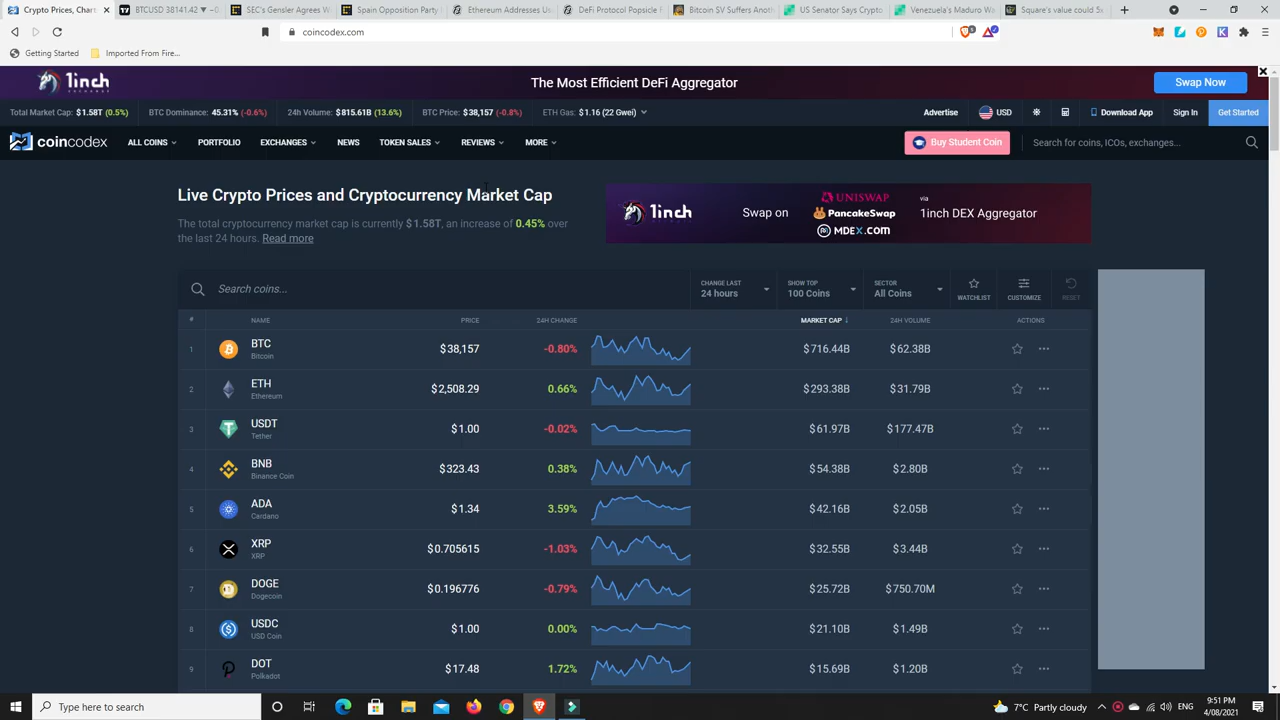 Crypto Prices, Chart
BTCUSD 38141.42 ▼ −0
SEC's Gensler Agrees W
Spain Opposition Party
Ethereum Addresses Us
DeFi Protocol Popsicle F
Bitcoin SV Suffers Anoth
US Senator Says Crypto
Venezuela's Maduro Wa
Square's value could 5x
coincodex.com
Getting Started
Imported From Fire...
1inch
The Most Efficient DeFi Aggregator
Swap Now
Total Market Cap: $1.58T (0.5%)
BTC Dominance: 45.31% (-0.6%)
24h Volume: $815.61B (13.6%)
BTC Price: $38,157 (-0.8%)
ETH Gas: $1.16 (22 Gwei)
Advertise
USD
Download App
Sign In
Get Started
coincodex
ALL COINS
PORTFOLIO
EXCHANGES
NEWS
TOKEN SALES
REVIEWS
MORE
Buy Student Coin
Search for coins, ICOs, exchanges...
Live Crypto Prices and Cryptocurrency Market Cap
The total cryptocurrency market cap is currently $1.58T, an increase of 0.45% over
the last 24 hours. Read more
1inch
Swap on
UNISWAP
PancakeSwap
MDEX.COM
via
1inch DEX Aggregator
Search coins...
CHANGE LAST
24 hours
SHOW TOP
100 Coins
SECTOR
All Coins
WATCHLIST
CUSTOMIZE
RESET
# NAME PRICE 24H CHANGE MARKET CAP ↓ 24H VOLUME ACTIONS
1 BTC $38,157 -0.80% $716.44B $62.38B
Bitcoin
2 ETH $2,508.29 0.66% $293.38B $31.79B
Ethereum
3 USDT $1.00 -0.02% $61.97B $177.47B
Tether
4 BNB $323.43 0.38% $54.38B $2.80B
Binance Coin
5 ADA $1.34 3.59% $42.16B $2.05B
Cardano
6 XRP $0.705615 -1.03% $32.55B $3.44B
XRP
7 DOGE $0.196776 -0.79% $25.72B $750.70M
Dogecoin
8 USDC $1.00 0.00% $21.10B $1.49B
USD Coin
9 DOT $17.48 1.72% $15.69B $1.20B
Polkadot
Type here to search
7°C Partly cloudy
ENG
9:51 PM
4/08/2021